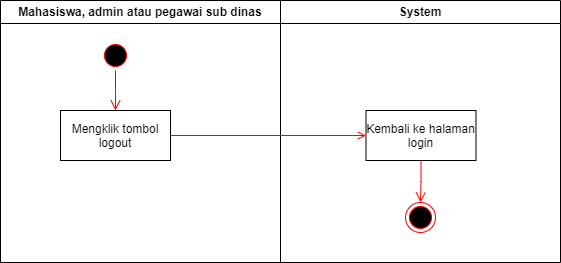 Mahasiswa, admin atau pegawai sub dinas
System
Mengklik tombol
logout
Kembali ke halaman
login